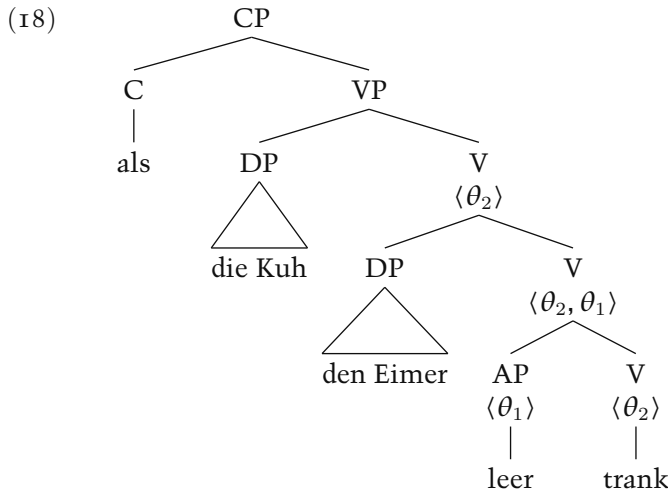 (18) CP
C VP
als DP V
⟨θ₂⟩
die Kuh DP V
⟨θ₂, θ₁⟩
den Eimer AP V
⟨θ₁⟩ ⟨θ₂⟩
leer trank